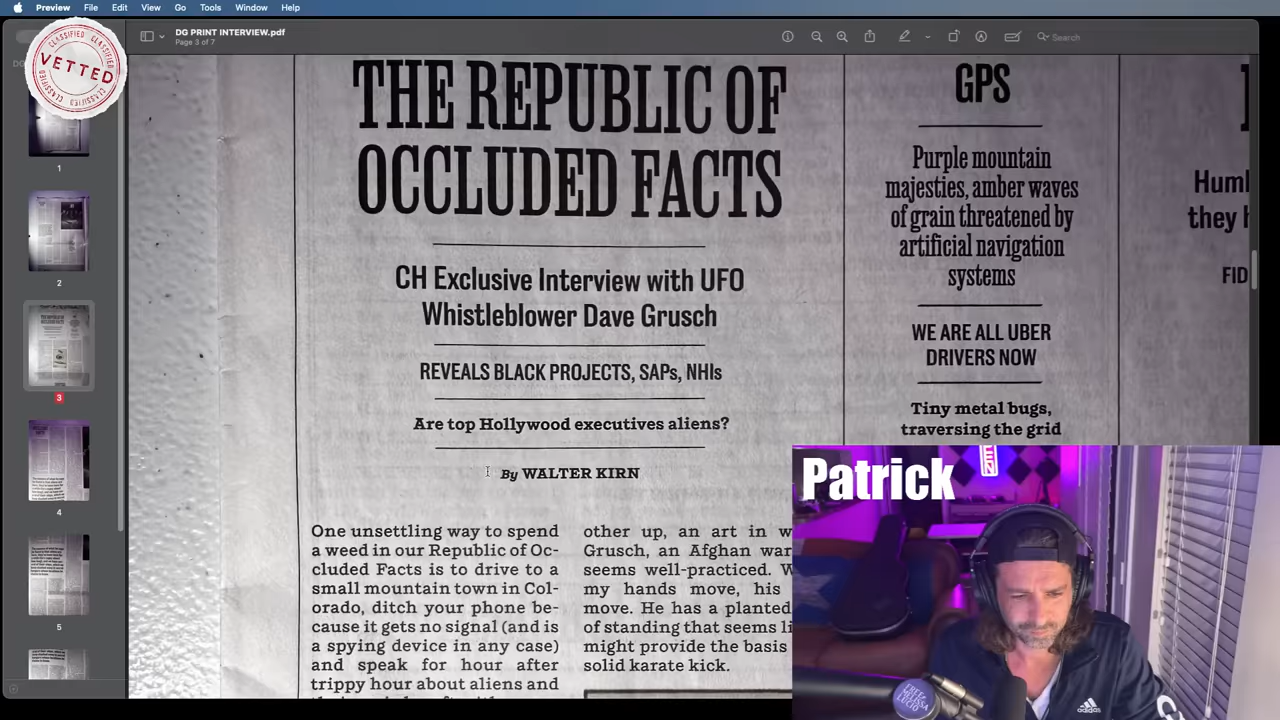 Preview File Edit View Go Tools Window Help
DG PRINT INTERVIEW.pdf
Page 3 of 7
Search
CLASSIFIED
VETTED
CLASSIFIED
1
2
3
4
5
THE REPUBLIC OF
OCCLUDED FACTS
CH Exclusive Interview with UFO
Whistleblower Dave Grusch
REVEALS BLACK PROJECTS, SAPs, NHIs
Are top Hollywood executives aliens?
By WALTER KIRN
One unsettling way to spend
a weed in our Republic of Oc-
cluded Facts is to drive to a
small mountain town in Col-
orado, ditch your phone be-
cause it gets no signal (and is
a spying device in any case)
and speak for hour after
trippy hour about aliens and
other up, an art in w
Grusch, an Afghan war
seems well-practiced. W
my hands move, his
move. He has a planted
of standing that seems li
might provide the basis
solid karate kick.
GPS
Purple mountain
majesties, amber waves
of grain threatened by
artificial navigation
systems
WE ARE ALL UBER
DRIVERS NOW
Tiny metal bugs,
traversing the grid
Huml
they h
FID
Patrick
FREE
MELISSA
LUCIO
adidas